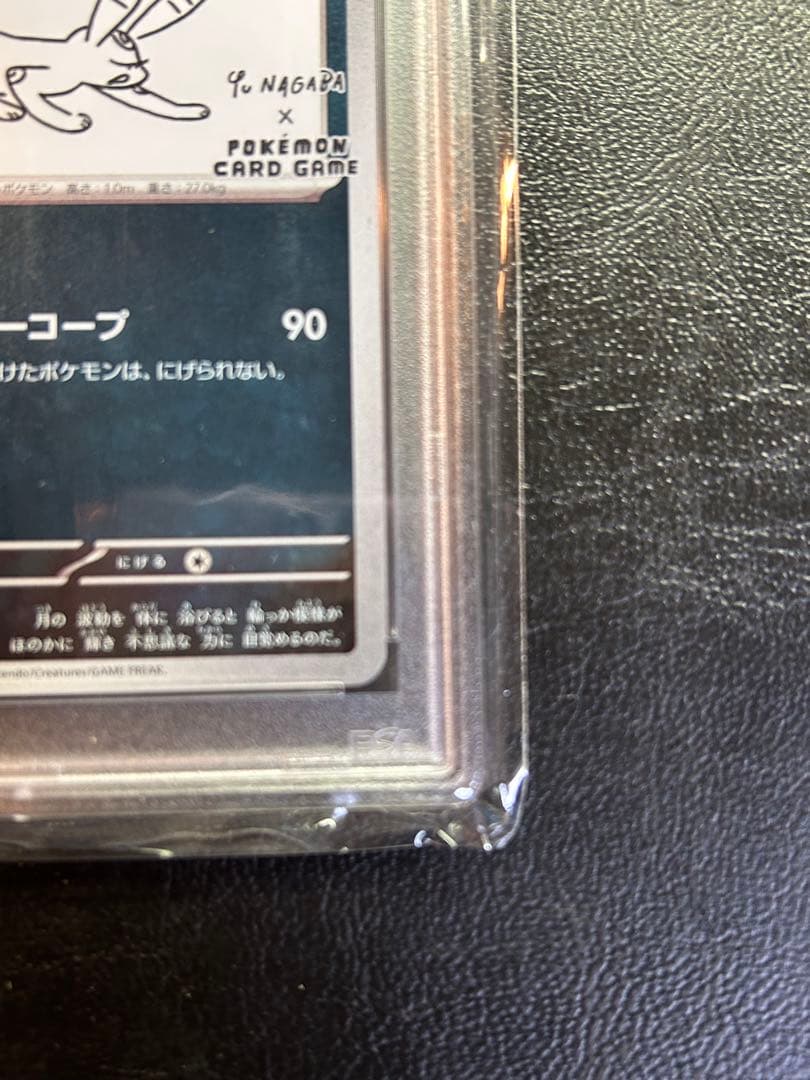 Yu NAGABA
×
POKÉMON
CARD GAME
ポケモン 高さ:1.0m 重さ:27.0kg
ーコープ 90
けたポケモンは、にげられない。
にげる
月の 波動を 体に 浴びると 輪っか模様が
ほのかに 輝き 不思議な 力に 目覚めるのだ。
tendo/Creatures/GAME FREAK.
PSA